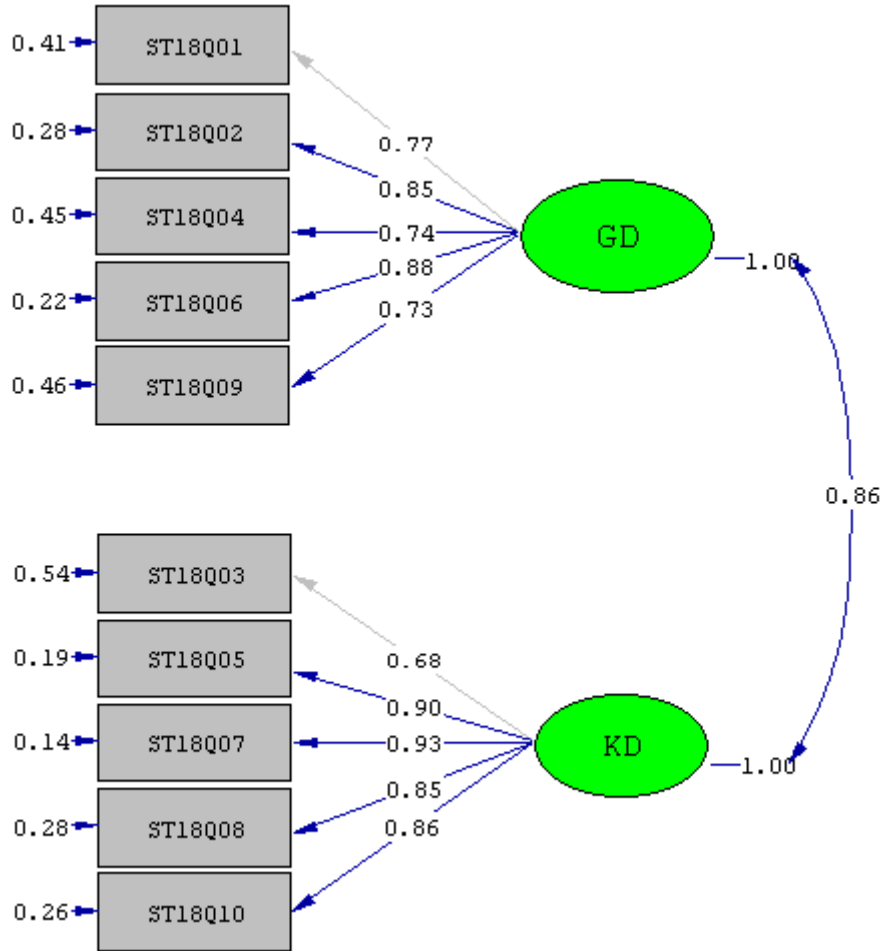 0.41 ST18Q01
0.77
0.28 ST18Q02
0.85
0.45 ST18Q04
0.74
GD
1.00
0.88
0.22 ST18Q06
0.73
0.46 ST18Q09
0.86
0.54 ST18Q03
0.68
0.19 ST18Q05
0.90
0.14 ST18Q07
0.93
KD
1.00
0.85
0.28 ST18Q08
0.86
0.26 ST18Q10